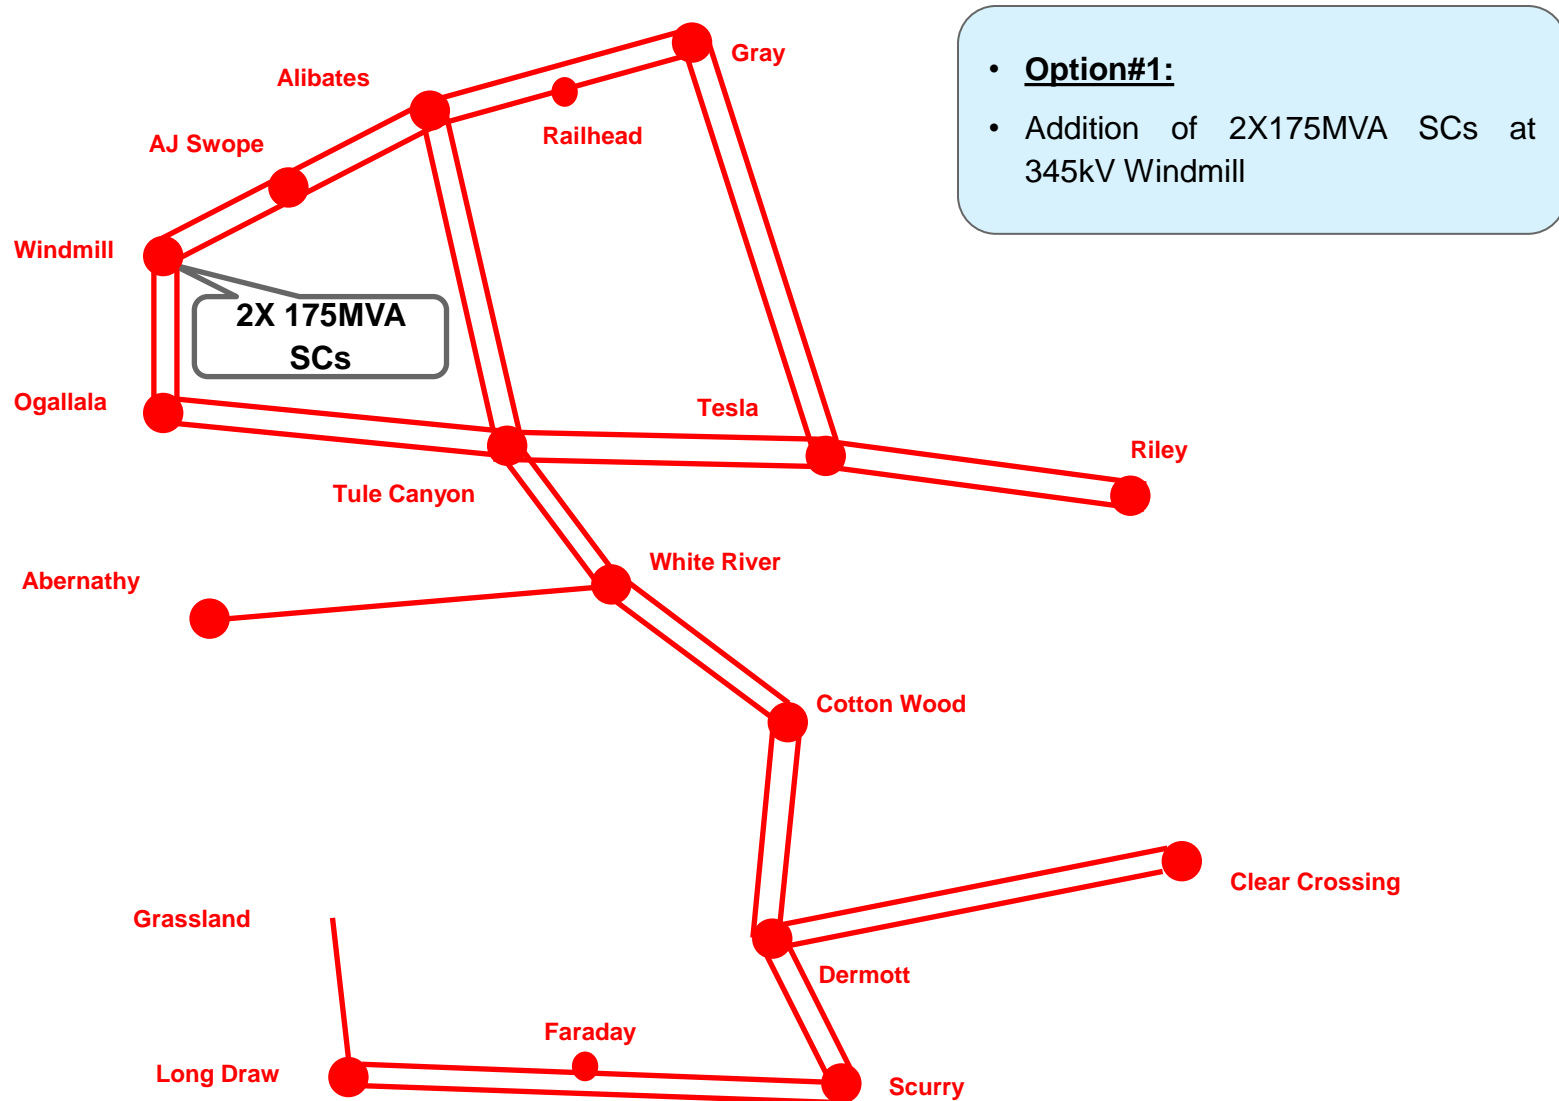 Gray
Alibates
• Option#1:
• Addition of 2X175MVA SCs at
345kV Windmill
Railhead
AJ Swope
Windmill
2X 175MVA
SCs
Ogallala
Tesla
Riley
Tule Canyon
White River
Abernathy
Cotton Wood
Clear Crossing
Grassland
Dermott
Faraday
Long Draw
Scurry